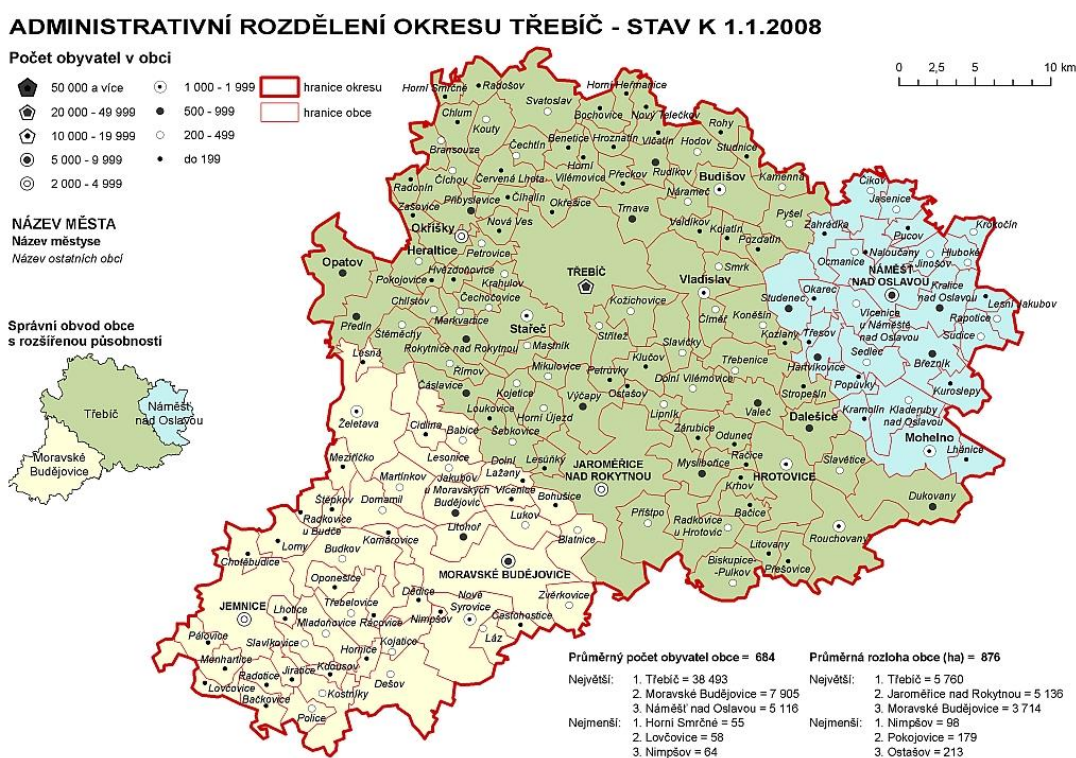 ADMINISTRATIVNÍ ROZDĚLENÍ OKRESU TŘEBÍČ - STAV K 1.1.2008
Počet obyvatel v obci
50 000 a více
20 000 - 49 999
10 000 - 19 999
5 000 - 9 999
2 000 - 4 999
1 000 - 1 999
500 - 999
200 - 499
do 199
hranice okresu
hranice obce
0 2,5 5 10 km
NÁZEV MĚSTA
Název městyse
Název ostatních obcí
Správní obvod obce
s rozšířenou působností
Třebíč
Náměšť
nad Oslavou
Moravské
Budějovice
Horní Smrčné
Radošov
Chlum
Kouty
Svatoslav
Horní
Heřmanice
Bochovice
Nový Telečkov
Bransouze
Čechtín
Benetice
Hroznatín
Vlčatín
Rohy
Hodov
Studnice
Horní
Vilémovice
Rudíkov
Budišov
Kamenná
Číchov
Červená Lhota
Přeckov
Nárameč
Radonín
Čihalín
Zašovice
Přibyslavice
Okřešice
Trnava
Valdíkov
Kojatín
Pyšel
Pozďatín
Okříšky
Nová Ves
Petrovice
Heraltice
Opatov
Hvězdoňovice
Pokojovice
Krahulov
TŘEBÍČ
Vladislav
Smrk
Chlístov
Čechočovice
Kožichovice
Číměř
Markvartice
Stařeč
Koněšín
Předín
Štěměchy
Střítež
Kozlany
Rokytnice nad Rokytnou
Mastník
Slavičky
Lesná
Římov
Mikulovice
Klučov
Třebenice
Petrůvky
Čáslavice
Kojetice
Výčapy
Ostašov
Dolní Vilémovice
Stropešín
Loukovice
Horní Újezd
Lipník
Valeč
Dalešice
Šebkovice
Zárubice
Odunec
Račice
Lesůňky
JAROMĚŘICE
NAD ROKYTNOU
Myslibořice
HROTOVICE
Slavětice
Krhov
Dukovany
Bačice
Příštpo
Radkovice
u Hrotovic
Rouchovany
Litovany
Biskupice-
-Pulkov
Přešovice
Čikov
Jasenice
Zahrádka
Pucov
Krokočín
Ocmanice
Naloučany
Jinošov
Hluboké
NÁMĚŠŤ
NAD OSLAVOU
Studenec
Okarec
Kralice
nad Oslavou
Lesní Jakubov
Vícenice
u Náměště
nad Oslavou
Rapotice
Sudice
Třesov
Sedlec
Březník
Hartvíkovice
Popůvky
Kuroslepy
Kramolín
Kladeruby
nad Oslavou
Mohelno
Lhánice
Želetava
Cidlina
Babice
Meziříčko
Lesonice
Dolní
Lažany
Martínkov
Jakubov
u Moravských
Budějovic
Vícenice
Bohušice
Štěpkov
Domamil
Radkovice
u Budče
Litohoř
Lukov
Blatnice
Lomy
Komárovice
Chotěbudice
Budkov
MORAVSKÉ BUDĚJOVICE
Oponešice
Zvěrkovice
JEMNICE
Třebelovice
Dědice
Nové
Syrovice
Lhotice
Mladoňovice
Rácovice
Nimpšov
Častohostice
Pálovice
Slavíkovice
Kojatice
Láz
Menhartice
Hornice
Radotice
Jiratice
Kdousov
Dešov
Lovčovice
Kostníky
Bačkovice
Police
Průměrný počet obyvatel obce = 684
Největší: 1. Třebíč = 38 493
2. Moravské Budějovice = 7 905
3. Náměšť nad Oslavou = 5 116
Nejmenší: 1. Horní Smrčné = 55
2. Lovčovice = 58
3. Nimpšov = 64
Průměrná rozloha obce (ha) = 876
Největší: 1. Třebíč = 5 760
2. Jaroměřice nad Rokytnou = 5 136
3. Moravské Budějovice = 3 714
Nejmenší: 1. Nimpšov = 98
2. Pokojovice = 179
3. Ostašov = 213